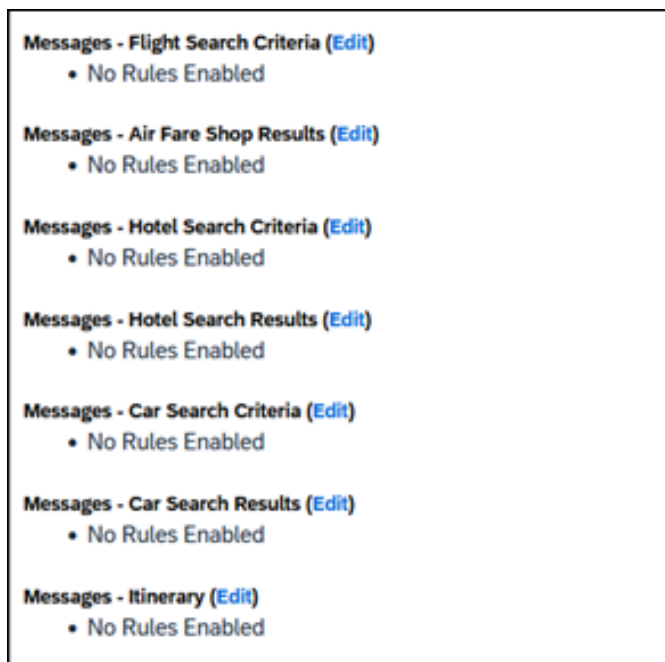 Messages - Flight Search Criteria (Edit)
• No Rules Enabled
Messages - Air Fare Shop Results (Edit)
• No Rules Enabled
Messages - Hotel Search Criteria (Edit)
• No Rules Enabled
Messages - Hotel Search Results (Edit)
• No Rules Enabled
Messages - Car Search Criteria (Edit)
• No Rules Enabled
Messages - Car Search Results (Edit)
• No Rules Enabled
Messages - Itinerary (Edit)
• No Rules Enabled